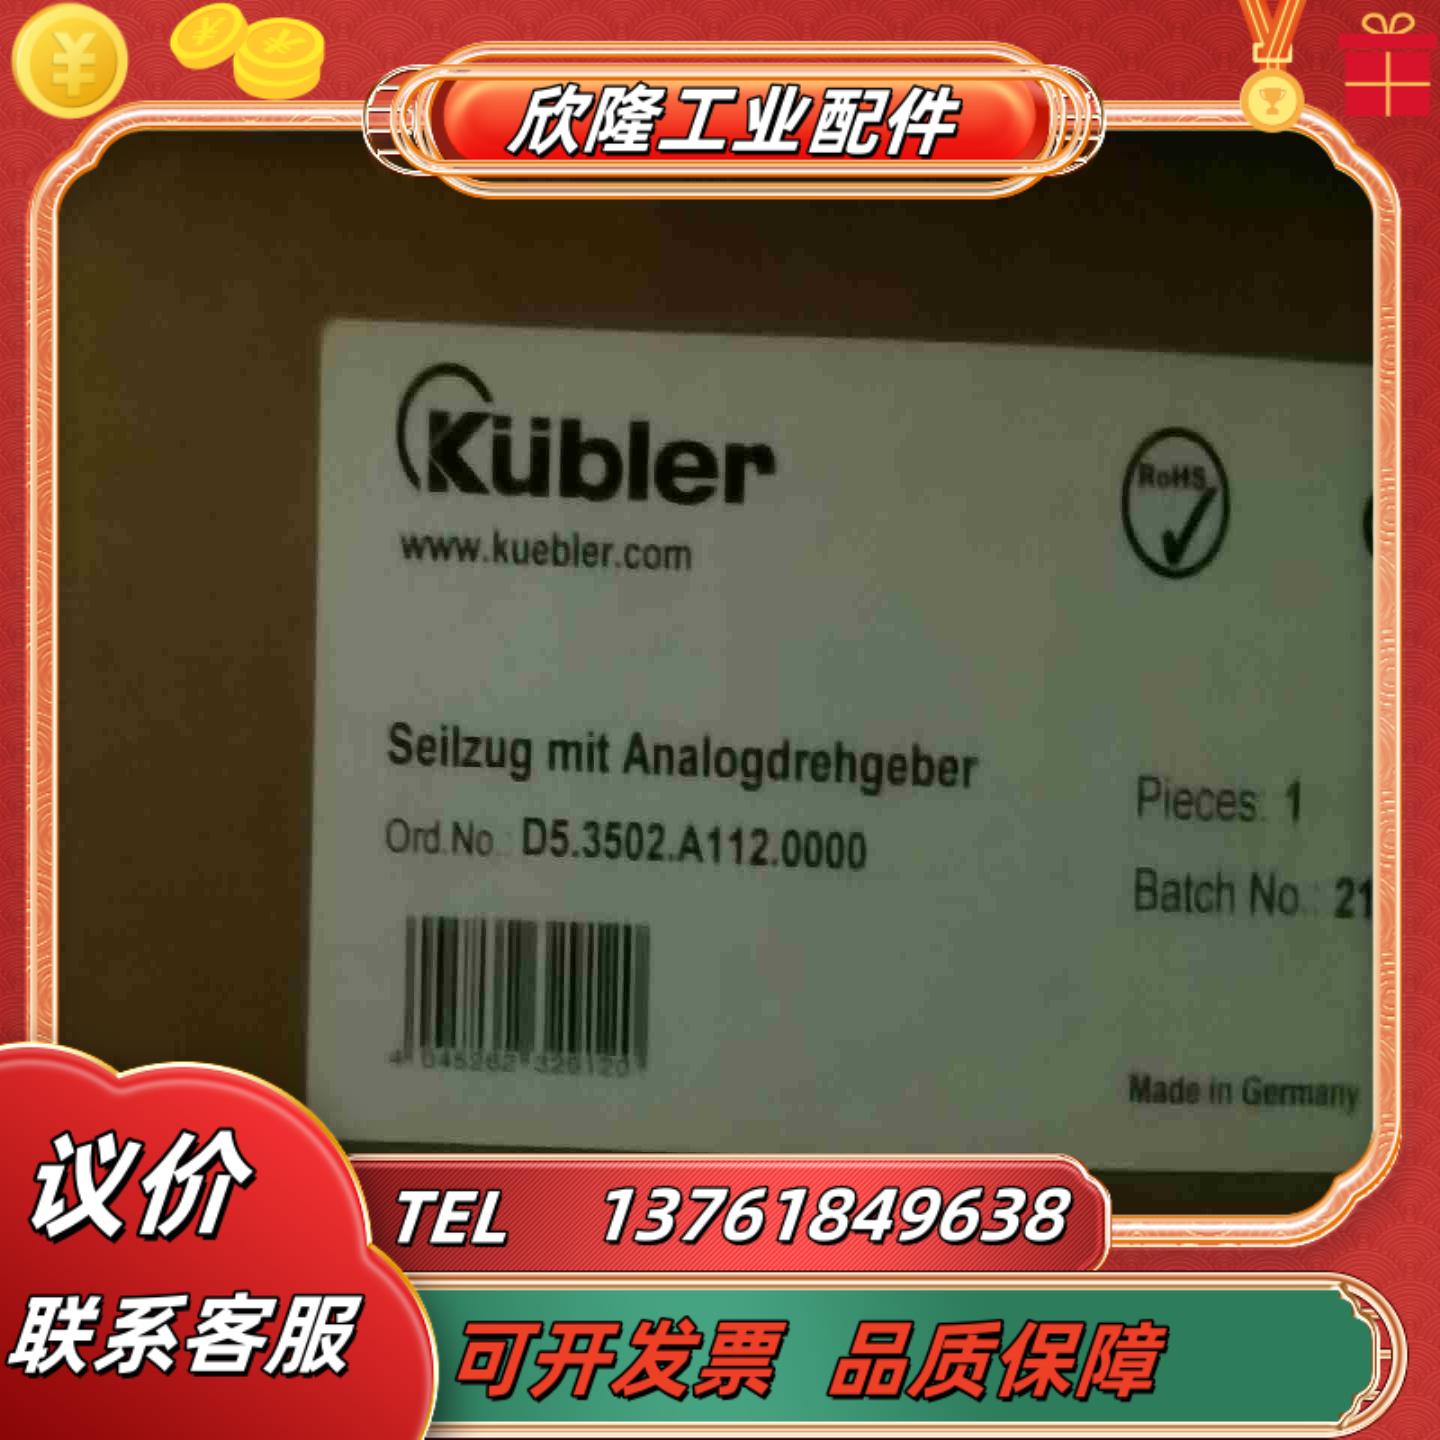 欣隆工业配件
Kübler
www.kuebler.com
RoHS
Seilzug mit Analogdrehgeber
Ord.No.: D5.3502.A112.0000
Pieces: 1
Batch No.: 21
Made in Germany
议价
联系客服
TEL 13761849638
可开发票 品质保障